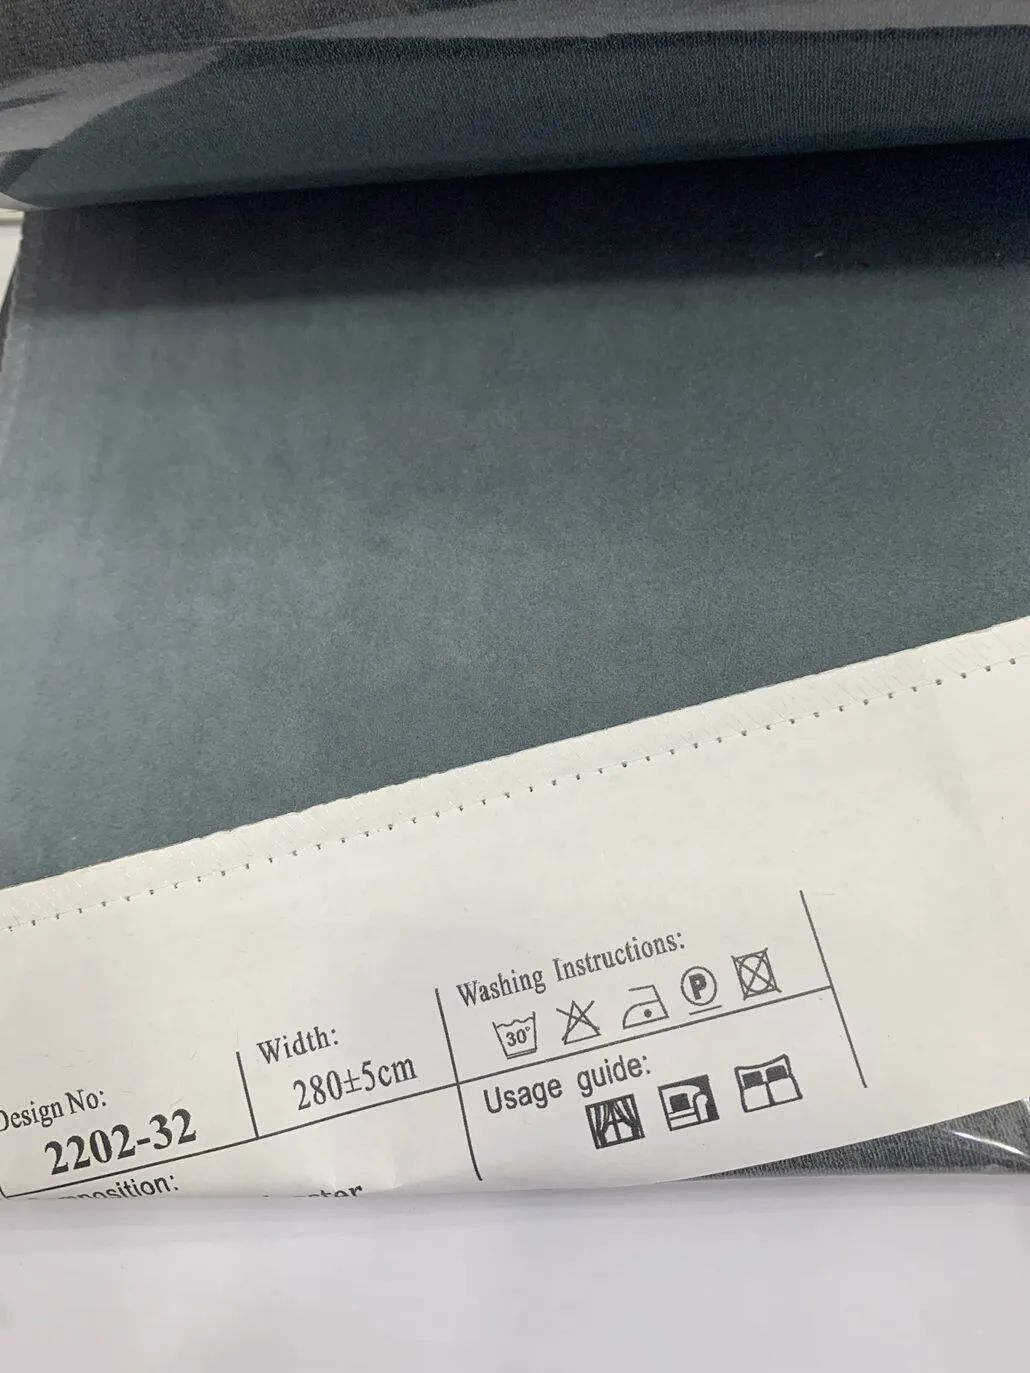 Design No:
2202-32
Width:
280±5cm
Washing Instructions:
30°
P
Usage guide: